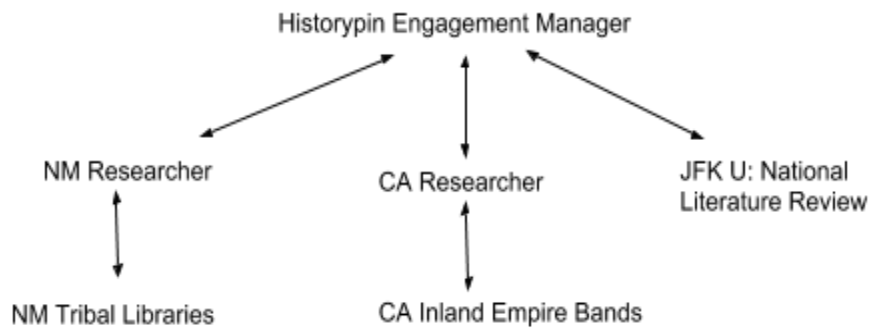 Historypin Engagement Manager
NM Researcher
CA Researcher
JFK U: National
Literature Review
NM Tribal Libraries
CA Inland Empire Bands